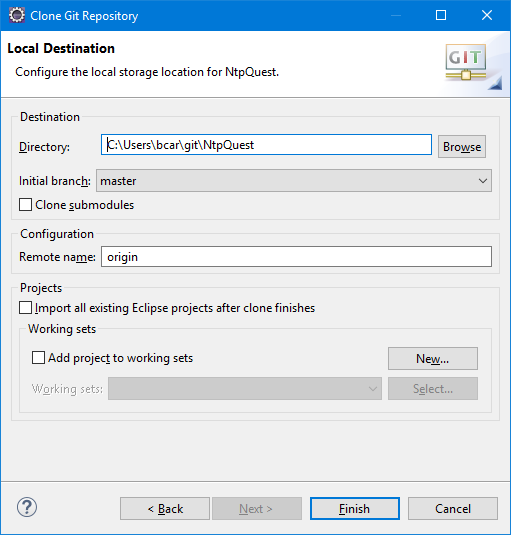 Clone Git Repository
Local Destination
Configure the local storage location for NtpQuest.
GIT
Destination
Directory: C:\Users\bcar\git\NtpQuest Browse
Initial branch: master
Clone submodules
Configuration
Remote name: origin
Projects
Import all existing Eclipse projects after clone finishes
Working sets
Add project to working sets New...
Working sets: Select...
? < Back Next > Finish Cancel